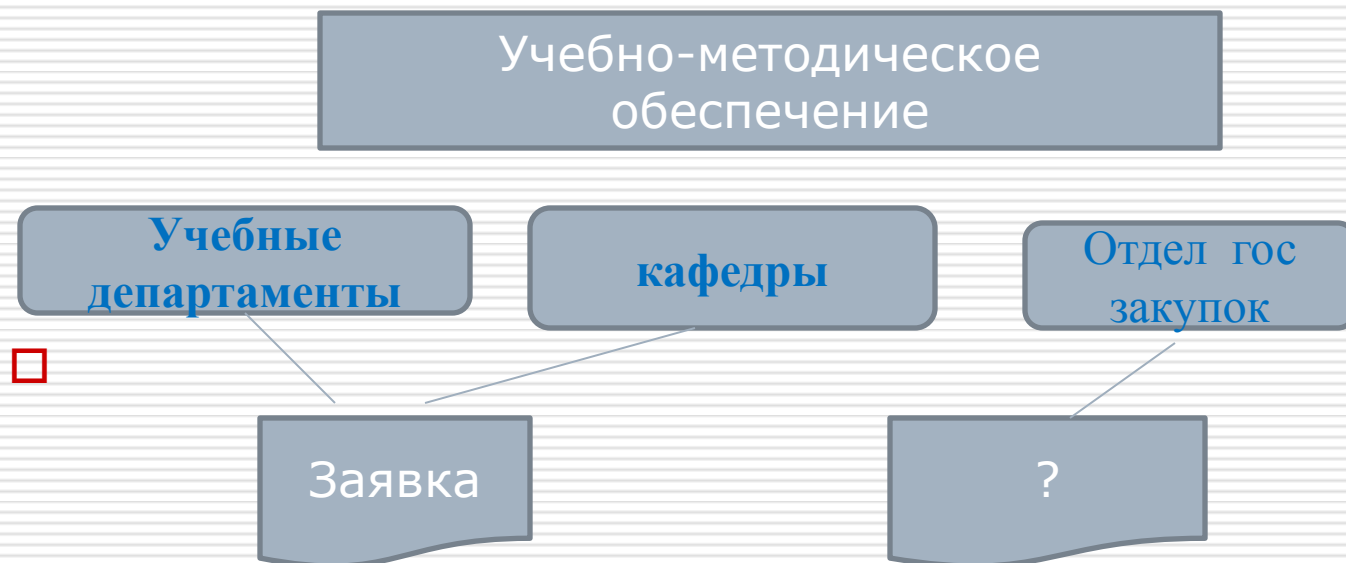 Учебно-методическое
обеспечение
Учебные
департаменты
кафедры
Отдел гос
закупок
Заявка
?